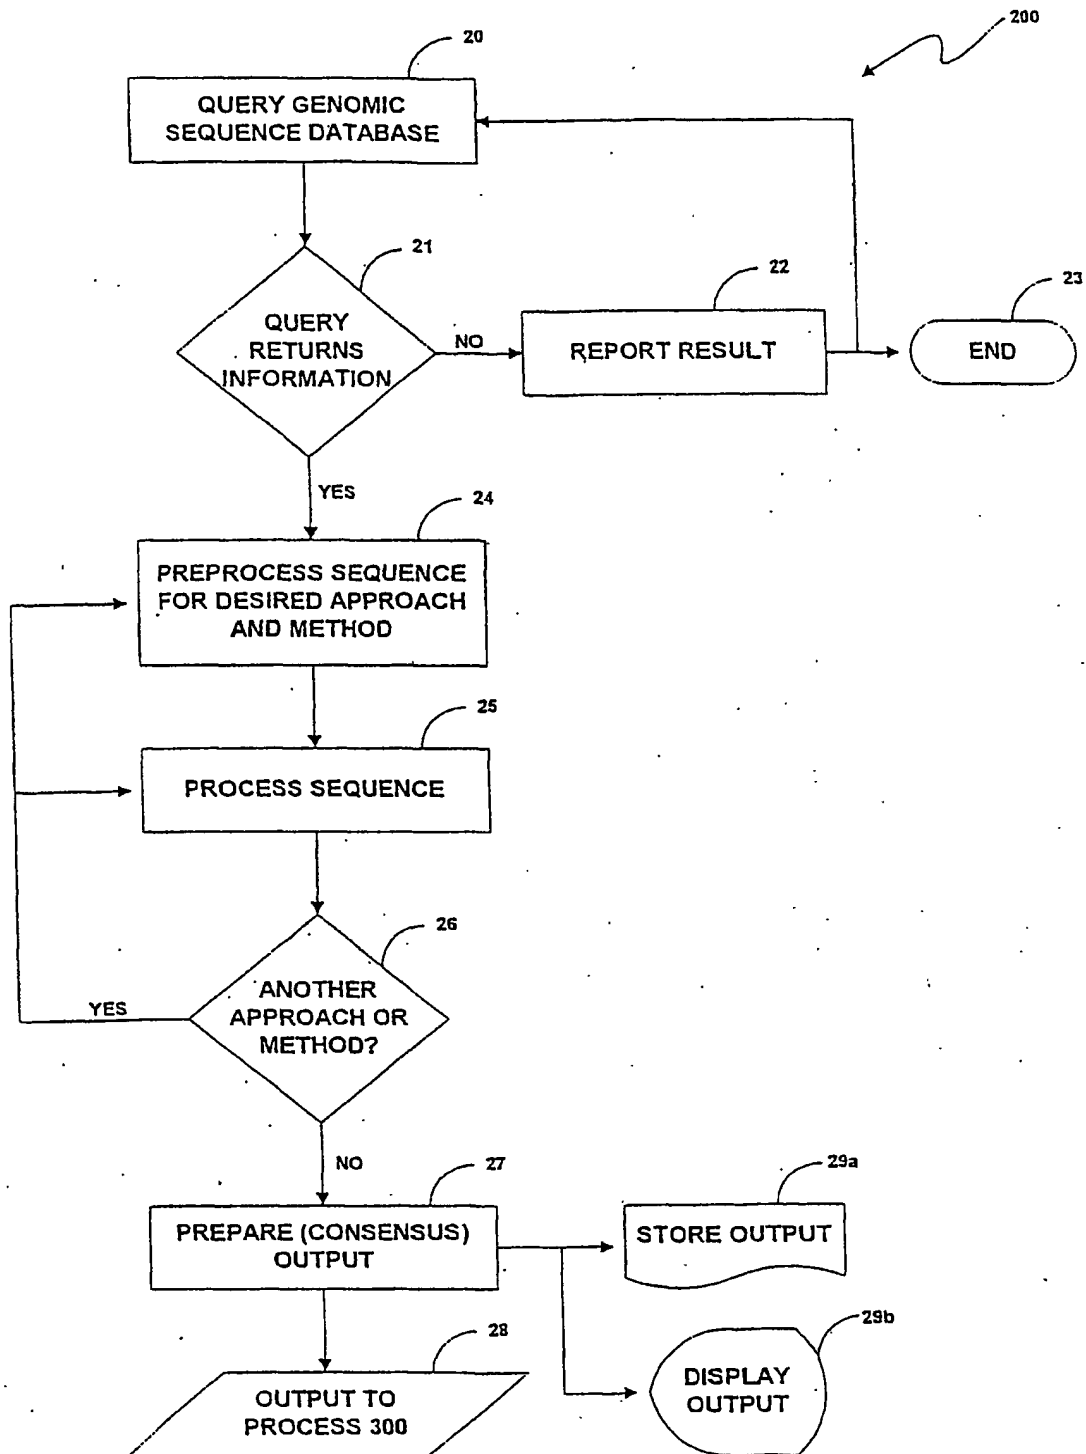 200
20
QUERY GENOMIC
SEQUENCE DATABASE
21
QUERY
RETURNS
INFORMATION
NO
22
REPORT RESULT
23
END
YES
24
PREPROCESS SEQUENCE
FOR DESIRED APPROACH
AND METHOD
25
PROCESS SEQUENCE
26
ANOTHER
APPROACH OR
METHOD?
YES
NO
27
PREPARE (CONSENSUS)
OUTPUT
29a
STORE OUTPUT
28
OUTPUT TO
PROCESS 300
29b
DISPLAY
OUTPUT